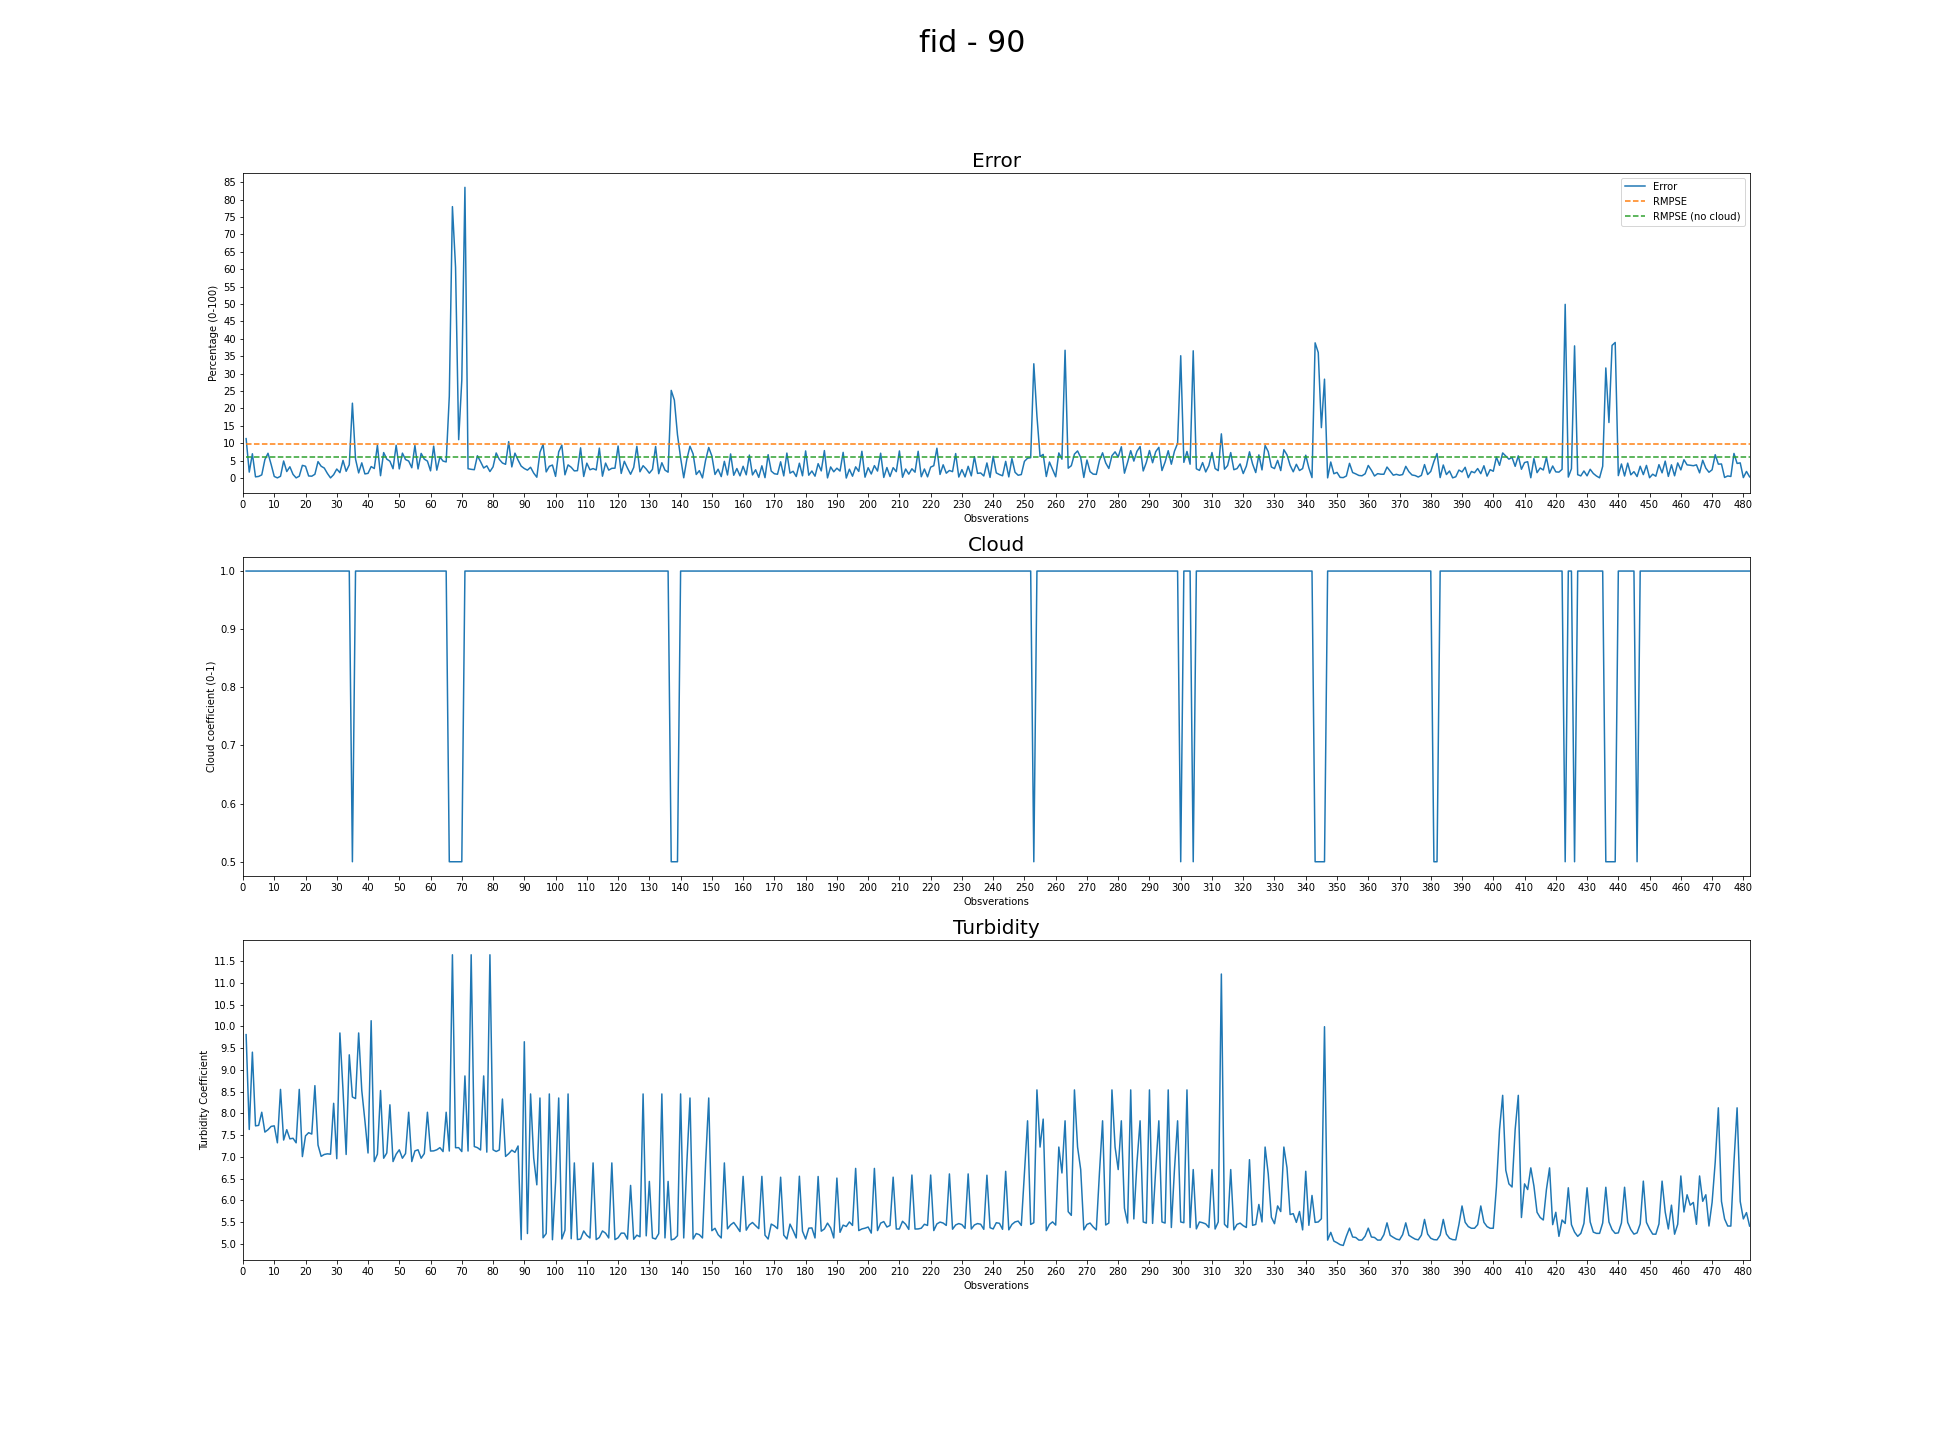 fid - 90
Error
85
80
75
70
65
60
55
50
45
40
35
30
25
20
15
10
5
0
Percentage (0-100)
Error
RMPSE
RMPSE (no cloud)
0 10 20 30 40 50 60 70 80 90 100 110 120 130 140 150 160 170 180 190 200 210 220 230 240 250 260 270 280 290 300 310 320 330 340 350 360 370 380 390 400 410 420 430 440 450 460 470 480
Obsverations
Cloud
1.0
0.9
0.8
0.7
0.6
0.5
Cloud coefficient (0-1)
0 10 20 30 40 50 60 70 80 90 100 110 120 130 140 150 160 170 180 190 200 210 220 230 240 250 260 270 280 290 300 310 320 330 340 350 360 370 380 390 400 410 420 430 440 450 460 470 480
Obsverations
Turbidity
11.5
11.0
10.5
10.0
9.5
9.0
8.5
8.0
7.5
7.0
6.5
6.0
5.5
5.0
Turbidity Coefficient
0 10 20 30 40 50 60 70 80 90 100 110 120 130 140 150 160 170 180 190 200 210 220 230 240 250 260 270 280 290 300 310 320 330 340 350 360 370 380 390 400 410 420 430 440 450 460 470 480
Obsverations